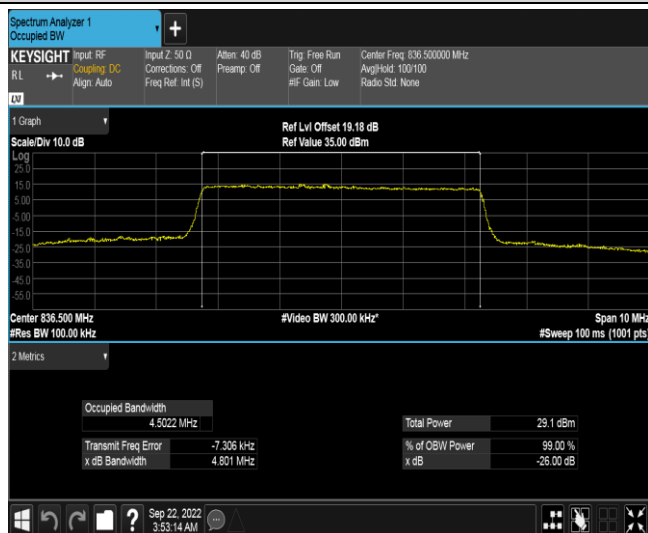 Spectrum Analyzer 1
Occupied BW
+
KEYSIGHT
RL
LXI
Input: RF
Coupling: DC
Align: Auto
Input Z: 50 Ω
Corrections: Off
Freq Ref: Int (S)
Atten: 40 dB
Preamp: Off
Trig: Free Run
Gate: Off
#IF Gain: Low
Center Freq: 836.500000 MHz
Avg|Hold: 100/100
Radio Std: None
1 Graph
Scale/Div 10.0 dB
Ref Lvl Offset 19.18 dB
Ref Value 35.00 dBm
Log
25.0
15.0
5.00
-5.00
-15.0
-25.0
-35.0
-45.0
-55.0
Center 836.500 MHz
#Res BW 100.00 kHz
#Video BW 300.00 kHz*
Span 10 MHz
#Sweep 100 ms (1001 pts)
2 Metrics
Occupied Bandwidth
4.5022 MHz
Transmit Freq Error -7.306 kHz
x dB Bandwidth 4.801 MHz
Total Power 29.1 dBm
% of OBW Power 99.00 %
x dB -26.00 dB
?
Sep 22, 2022
3:53:14 AM